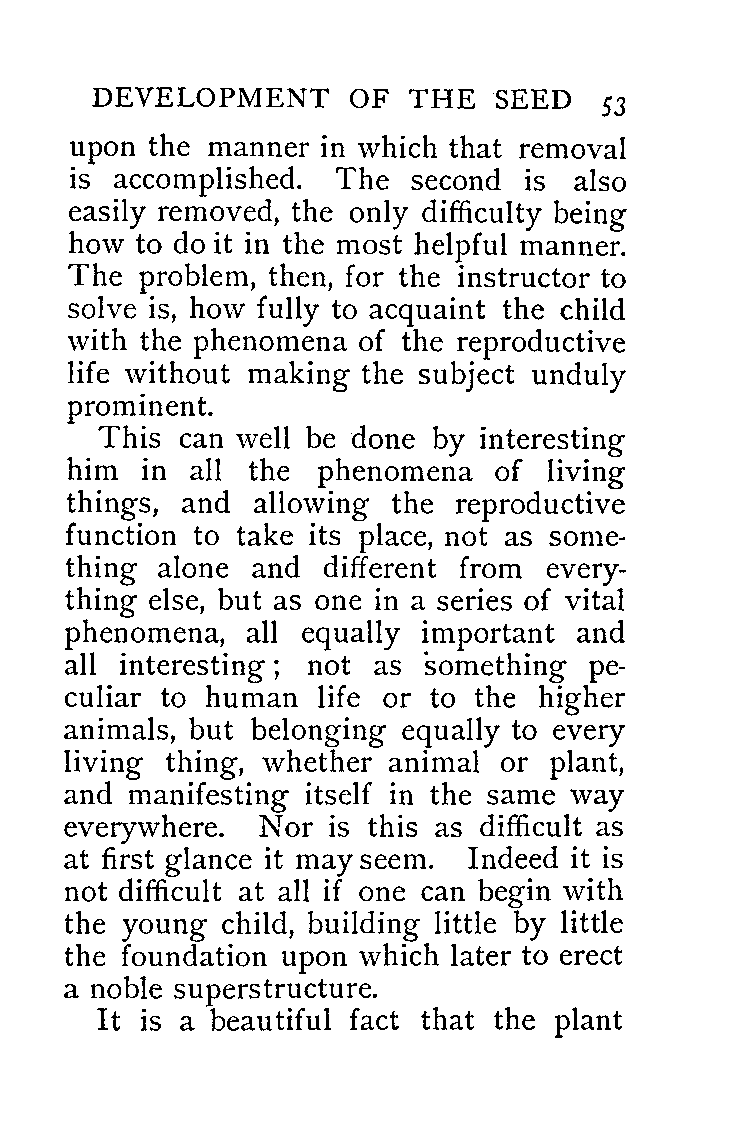 DEVELOPMENT OF THE SEED 53
upon the manner in which that removal
is accomplished. The second is also
easily removed, the only difficulty being
how to do it in the most helpful manner.
The problem, then, for the instructor to
solve is, how fully to acquaint the child
with the phenomena of the reproductive
life without making the subject unduly
prominent.
This can well be done by interesting
him in all the phenomena of living
things, and allowing the reproductive
function to take its place, not as some-
thing alone and different from every-
thing else, but as one in a series of vital
phenomena, all equally important and
all interesting; not as something pe-
culiar to human life or to the higher
animals, but belonging equally to every
living thing, whether animal or plant,
and manifesting itself in the same way
everywhere. Nor is this as difficult as
at first glance it may seem. Indeed it is
not difficult at all if one can begin with
the young child, building little by little
the foundation upon which later to erect
a noble superstructure.
It is a beautiful fact that the plant